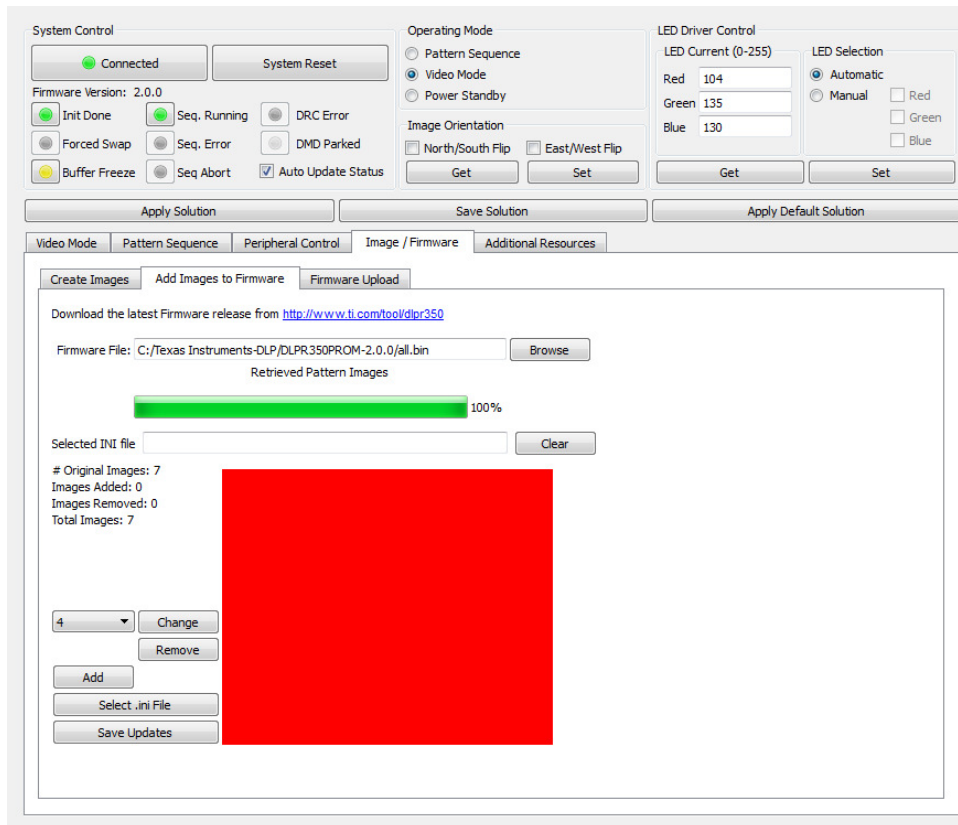 System Control
Connected
System Reset
Firmware Version: 2.0.0
Init Done
Seq. Running
DRC Error
Forced Swap
Seq. Error
DMD Parked
Buffer Freeze
Seq Abort
Auto Update Status
Operating Mode
Pattern Sequence
Video Mode
Power Standby
Image Orientation
North/South Flip
East/West Flip
Get
Set
LED Driver Control
LED Current (0-255)
Red 104
Green 135
Blue 130
LED Selection
Automatic
Manual
Red
Green
Blue
Get
Set
Apply Solution
Save Solution
Apply Default Solution
Video Mode
Pattern Sequence
Peripheral Control
Image / Firmware
Additional Resources
Create Images
Add Images to Firmware
Firmware Upload
Download the latest Firmware release from http://www.ti.com/tool/dlpr350
Firmware File: C:/Texas Instruments-DLP/DLPR350PROM-2.0.0/all.bin
Browse
Retrieved Pattern Images
100%
Selected INI file
Clear
# Original Images: 7
Images Added: 0
Images Removed: 0
Total Images: 7
4
Change
Remove
Add
Select .ini File
Save Updates